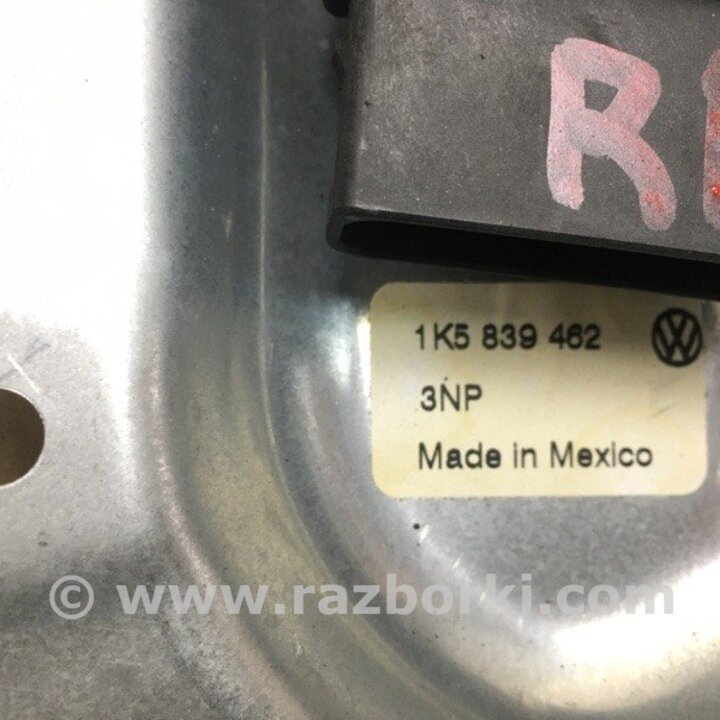 R
1K5 839 462
3NP
Made in Mexico
© www.razborki.com